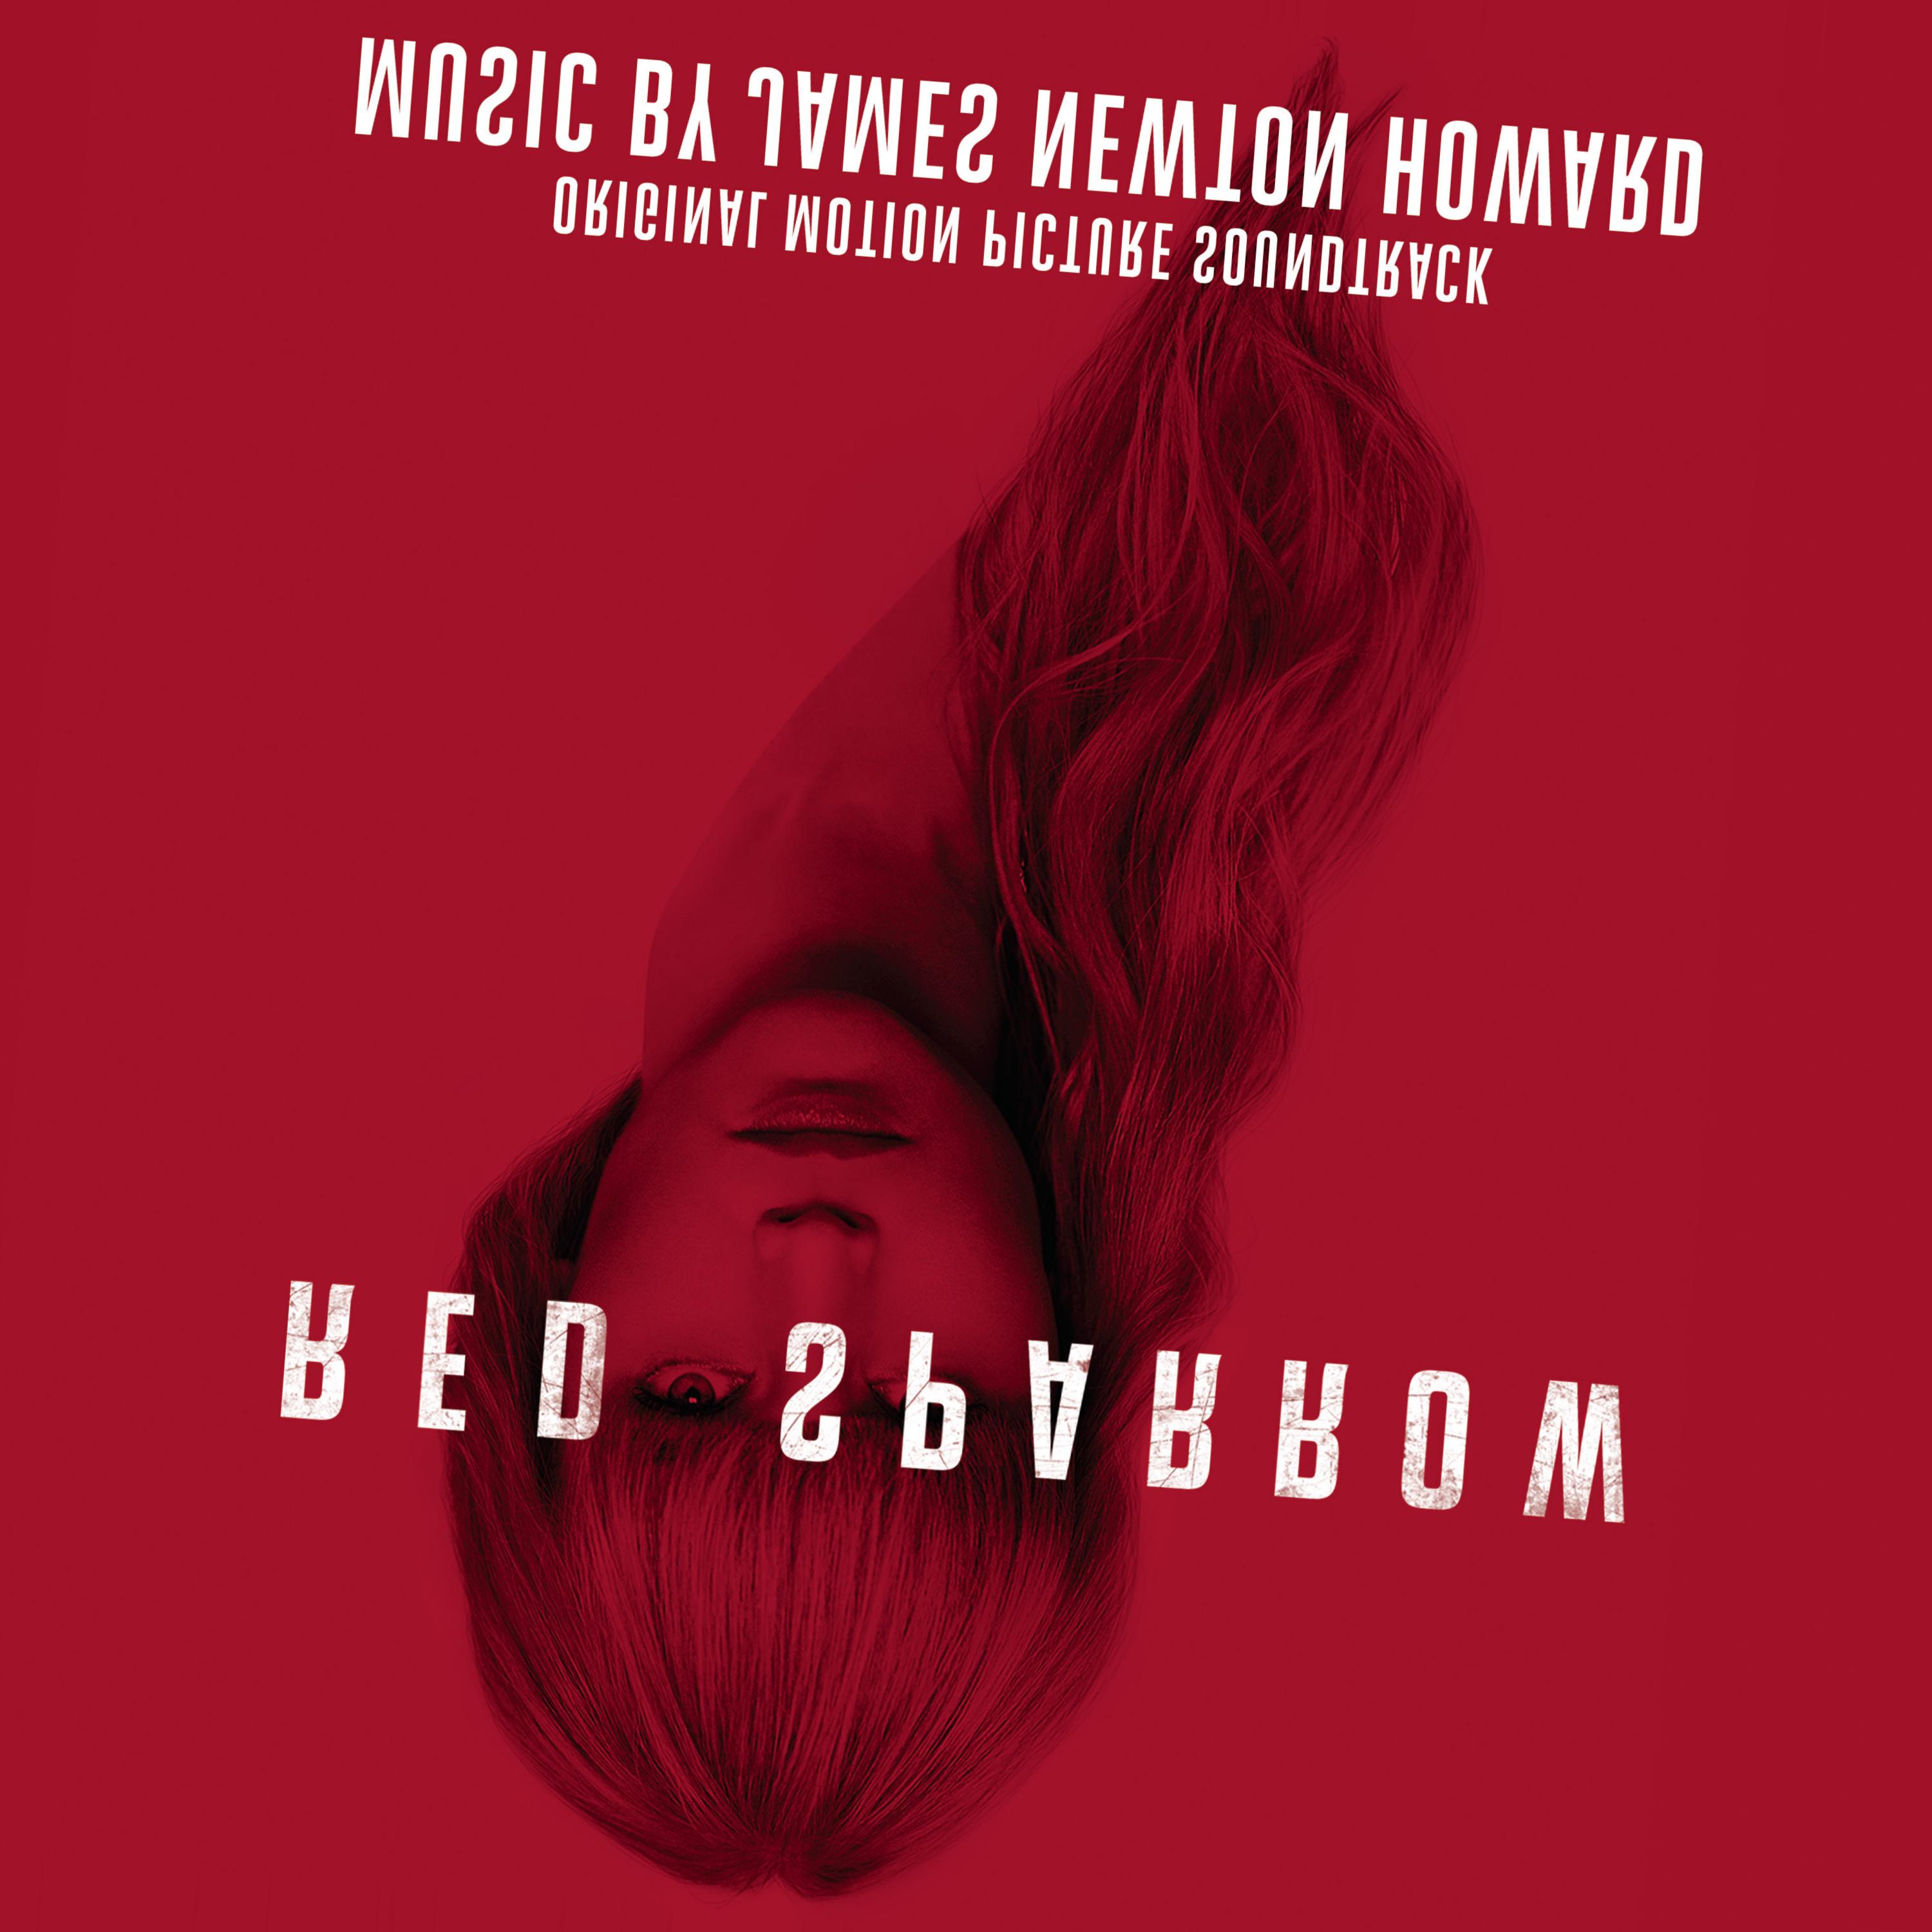 RED SPARROW
ORIGINAL MOTION PICTURE SOUNDTRACK
MUSIC BY JAMES NEWTON HOWARD